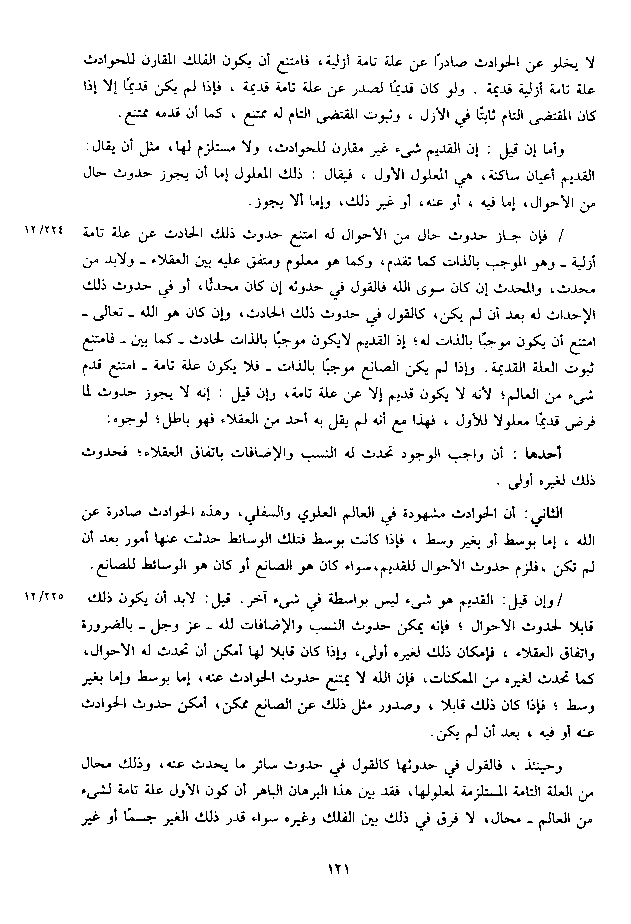 لا يخلو عن الحوادث صادرًا عن علة تامة أزلية، فامتنع أن يكون الفلك المقارن للحوادث
علة تامة أزلية قديمة . ولو كان قديمًا لصدر عن علة تامة قديمة ، فإذا لم يكن قديمًا إلا إذا
كان المقتضى التام ثابتًا في الأزل ، وثبوت المقتضى التام له ممتنع ، كما أن قدمه ممتنع.
وأما إن قيل : إن القديم شىء غير مقارن للحوادث، ولا مستلزم لها، مثل أن يقال:
القديم أعيان ساكنة، هي المعلول الأول ، فيقال : ذلك المعلول إما أن يجوز حدوث حال
من الأحوال، إما فيه ، أو عنه، أو غير ذلك، وإما ألا يجوز.
١٢/٢٢٤ / فإن جاز حدوث حال من الأحوال له امتنع حدوث ذلك الحادث عن علة تامة
أزلية ـ وهو الموجب بالذات كما تقدم، وكما هو معلوم ومتفق عليه بين العقلاء ـ ولابد من
محدث، والمحدث إن كان سوى الله فالقول في حدوثه إن كان محدثًا، أو في حدوث ذلك
الإحداث له بعد أن لم يكن، كالقول في حدوث ذلك الحادث، وإن كان هو الله ـ تعالى ـ
امتنع أن يكون موجبًا بالذات له؛ إذ القديم لايكون موجبًا بالذات لحادث ـ كما بين ـ فامتنع
ثبوت العلة القديمة. وإذا لم يكن الصانع موجبًا بالذات ـ فلا يكون علة تامة ـ امتنع قدم
شىء من العالم؛ لأنه لا يكون قديم إلا عن علة تامة، وإن قيل : إنه لا يجوز حدوث لما
فرض قديمًا معلولا للأول ، فهذا مع أنه لم يقل به أحد من العقلاء فهو باطل؛ لوجوه:
أحدها : أن واجب الوجود تحدث له النسب والإضافات باتفاق العقلاء؛ فحدوث
ذلك لغيره أولى .
الثاني: أن الحوادث مشهودة في العالم العلوي والسفلي، وهذه الحوادث صادرة عن
الله ، إما بوسط أو بغير وسط ، فإذا كانت بوسط فتلك الوسائط حدثت عنها أمور بعد أن
لم تكن ،فلزم حدوث الأحوال للقديم،سواء كان هو الصانع أو كان هو الوسائط للصانع.
١٢/٢٢٥ /وإن قيل: القديم هو شىء ليس بواسطة في شىء آخر. قيل: لابد أن يكون ذلك
قابلا لحدوث الأحوال ؛ فإنه يمكن حدوث النسب والإضافات لله ـ عز وجل ـ بالضرورة
واتفاق العقلاء ، فإمكان ذلك لغيره أولى، وإذا كان قابلا لها أمكن أن تحدث له الأحوال،
كما تحدث لغيره من الممكنات، فإن الله لا يمتنع حدوث الحوادث عنه، إما بوسط وإما بغير
وسط ؛ فإذا كان ذلك قابلا ، وصدور مثل ذلك عن الصانع ممكن، أمكن حدوث الحوادث
عنه أو فيه ، بعد أن لم يكن.
وحينئذ ، فالقول في حدوثها كالقول في حدوث سائر ما يحدث عنه، وذلك محال
من العلة التامة المستلزمة لمعلولها، فقد بين هذا البرهان الباهر أن كون الأول علة تامة لشىء
من العالم ـ محال، لا فرق في ذلك بين الفلك وغيره سواء قدر ذلك الغير جسمًا أو غير
١٢١